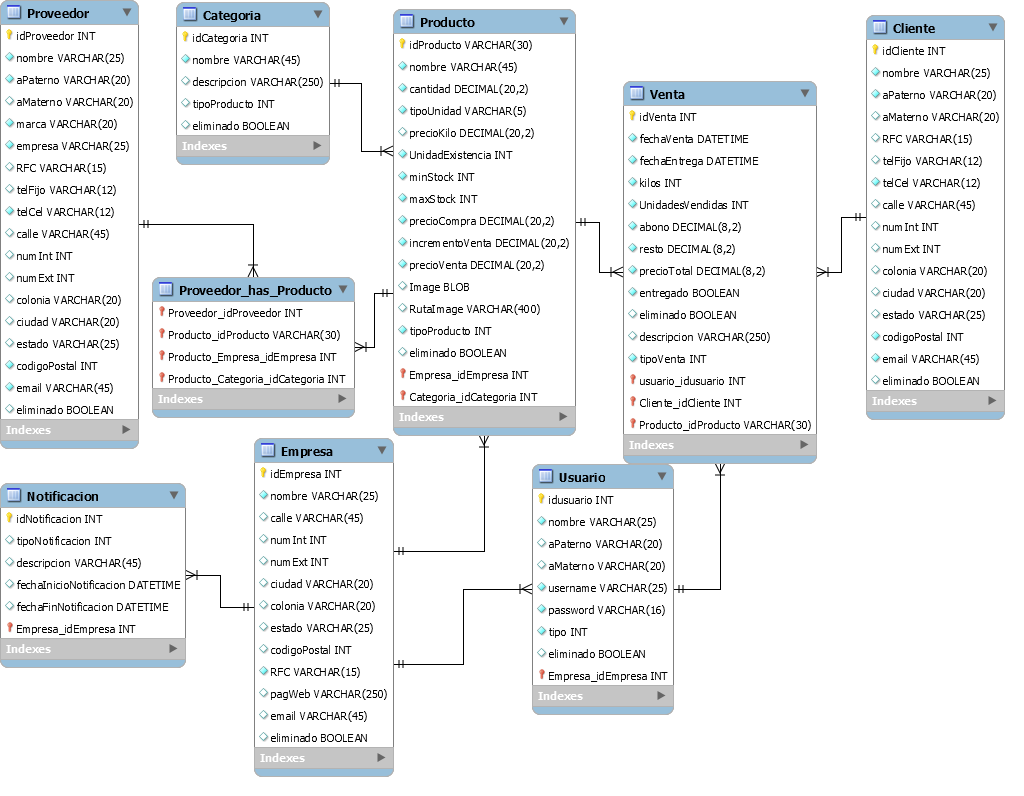 Proveedor
idProveedor INT
nombre VARCHAR(25)
aPaterno VARCHAR(20)
aMaterno VARCHAR(20)
marca VARCHAR(20)
empresa VARCHAR(25)
RFC VARCHAR(15)
telFijo VARCHAR(12)
telCel VARCHAR(12)
calle VARCHAR(45)
numInt INT
numExt INT
colonia VARCHAR(20)
ciudad VARCHAR(20)
estado VARCHAR(25)
codigoPostal INT
email VARCHAR(45)
eliminado BOOLEAN
Indexes
Categoria
idCategoria INT
nombre VARCHAR(45)
descripcion VARCHAR(250)
tipoProducto INT
eliminado BOOLEAN
Indexes
Producto
idProducto VARCHAR(30)
nombre VARCHAR(45)
cantidad DECIMAL(20,2)
tipoUnidad VARCHAR(5)
precioKilo DECIMAL(20,2)
UnidadExistencia INT
minStock INT
maxStock INT
precioCompra DECIMAL(20,2)
incrementoVenta DECIMAL(20,2)
precioVenta DECIMAL(20,2)
Image BLOB
RutaImage VARCHAR(400)
tipoProducto INT
eliminado BOOLEAN
Empresa_idEmpresa INT
Categoria_idCategoria INT
Indexes
Venta
idVenta INT
fechaVenta DATETIME
fechaEntrega DATETIME
kilos INT
UnidadesVendidas INT
abono DECIMAL(8,2)
resto DECIMAL(8,2)
precioTotal DECIMAL(8,2)
entregado BOOLEAN
eliminado BOOLEAN
descripcion VARCHAR(250)
tipoVenta INT
usuario_idusuario INT
Cliente_idCliente INT
Producto_idProducto VARCHAR(30)
Indexes
Cliente
idCliente INT
nombre VARCHAR(25)
aPaterno VARCHAR(20)
aMaterno VARCHAR(20)
RFC VARCHAR(15)
telFijo VARCHAR(12)
telCel VARCHAR(12)
calle VARCHAR(45)
numInt INT
numExt INT
colonia VARCHAR(20)
ciudad VARCHAR(20)
estado VARCHAR(25)
codigoPostal INT
email VARCHAR(45)
eliminado BOOLEAN
Indexes
Proveedor_has_Producto
Proveedor_idProveedor INT
Producto_idProducto VARCHAR(30)
Producto_Empresa_idEmpresa INT
Producto_Categoria_idCategoria INT
Indexes
Notificacion
idNotificacion INT
tipoNotificacion INT
descripcion VARCHAR(45)
fechaInicioNotificacion DATETIME
fechaFinNotificacion DATETIME
Empresa_idEmpresa INT
Indexes
Empresa
idEmpresa INT
nombre VARCHAR(25)
calle VARCHAR(45)
numInt INT
numExt INT
ciudad VARCHAR(20)
colonia VARCHAR(20)
estado VARCHAR(25)
codigoPostal INT
RFC VARCHAR(15)
pagWeb VARCHAR(250)
email VARCHAR(45)
eliminado BOOLEAN
Indexes
Usuario
idusuario INT
nombre VARCHAR(25)
aPaterno VARCHAR(20)
aMaterno VARCHAR(20)
username VARCHAR(25)
password VARCHAR(16)
tipo INT
eliminado BOOLEAN
Empresa_idEmpresa INT
Indexes